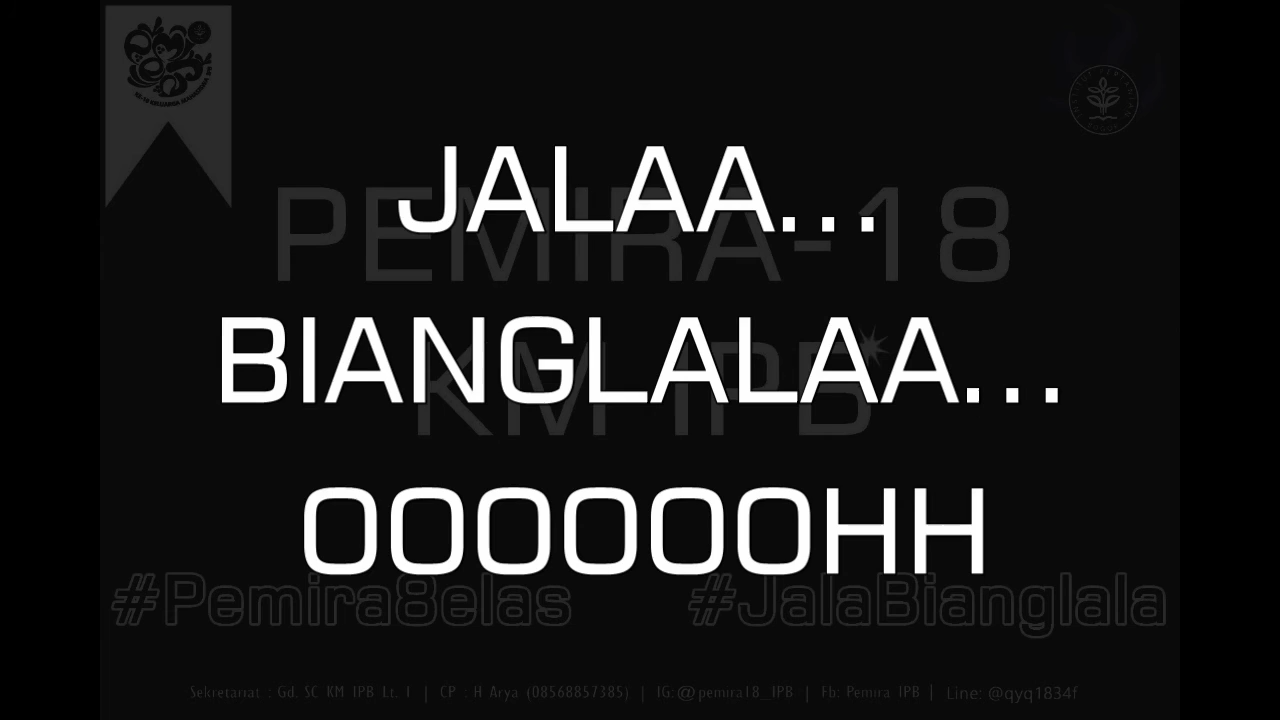 JALAA...
PEMIRA-18
BIANGLALAA...
KM IPB
OOOOOOHH
#Pemira8elas #JalaBianglala
Sekretariat : Gd. SC KM IPB Lt. 1 | CP : H Arya (08568857385) | IG:@pemira18_IPB | Fb: Pemira IPB | Line: @qyq1834f